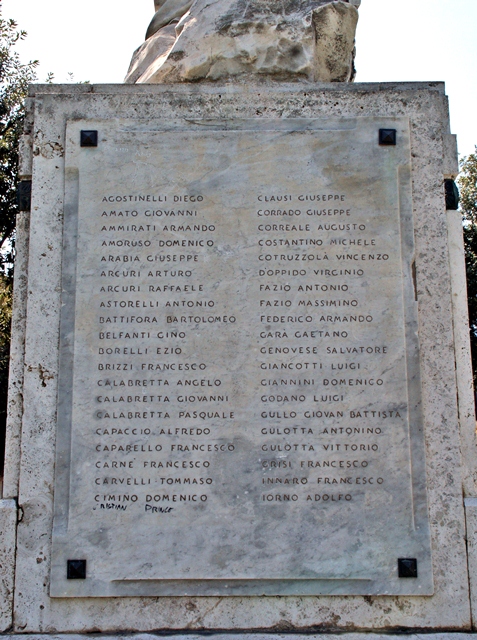 AGOSTINELLI DIEGO
AMATO GIOVANNI
AMMIRATI ARMANDO
AMOROSO DOMENICO
ARABIA GIUSEPPE
ARCURI ARTURO
ARCURI RAFFAELE
ASTORELLI ANTONIO
BATTIFORA BARTOLOMEO
BELFANTI GINO
BORELLI EZIO
BRIZZI FRANCESCO
CALABRETTA ANGELO
CALABRETTA GIOVANNI
CALABRETTA PASQUALE
CAPACCIO ALFREDO
CAPARELLO FRANCESCO
CARNÈ FRANCESCO
CARVELLI TOMMASO
CIMINO DOMENICO
PRINCE
CLAUSI GIUSEPPE
CORRADO GIUSEPPE
CORREALE AUGUSTO
COSTANTINO MICHELE
COTRUZZOLÀ VINCENZO
DOPPIDO VIRGINIO
FAZIO ANTONIO
FAZIO MASSIMINO
FEDERICO ARMANDO
GARÀ GAETANO
GENOVESE SALVATORE
GIANCOTTI LUIGI
GIANNINI DOMENICO
GODANO LUIGI
GULLO GIOVAN BATTISTA
GULOTTA ANTONINO
GULOTTA VITTORIO
GRISI FRANCESCO
INNARO FRANCESCO
IORNO ADOLFO